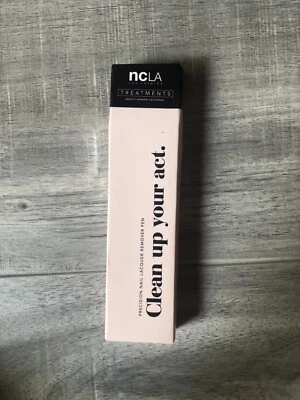 ncLA
TREATMENTS
PRECISION NAIL LACQUER REMOVER PEN
Clean up your act.